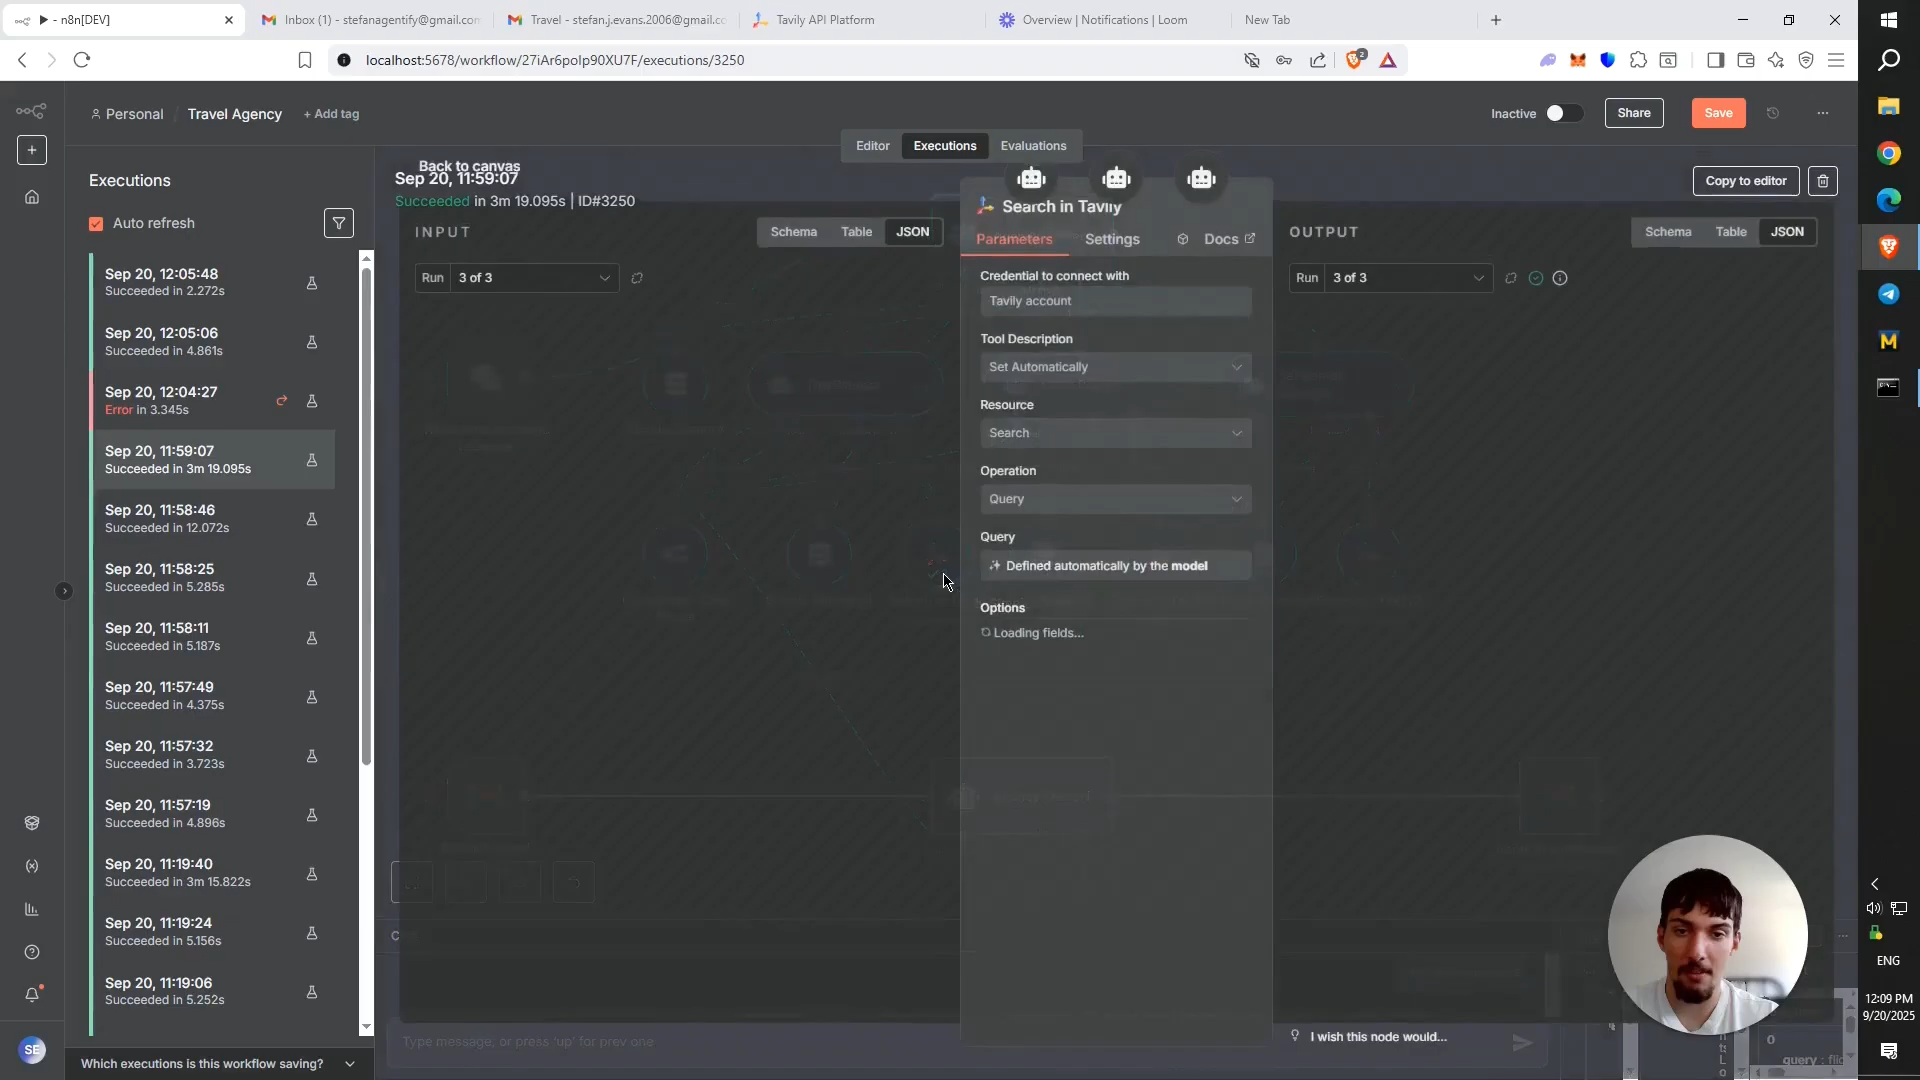 ▶ - n8n[DEV]
Inbox (1) - stefanagentify@gmail.con
Travel - stefan.j.evans.2006@gmail.co
Tavily API Platform
Overview | Notifications | Loom
New Tab
localhost:5678/workflow/27iAr6polp90XU7F/executions/3250
2
Personal / Travel Agency + Add tag
Inactive
Share
Save
Editor
Executions
Evaluations
Executions
Auto refresh
Sep 20, 12:05:48
Succeeded in 2.272s
Sep 20, 12:05:06
Succeeded in 4.861s
Sep 20, 12:04:27
Error in 3.345s
Sep 20, 11:59:07
Succeeded in 3m 19.095s
Sep 20, 11:58:46
Succeeded in 12.072s
Sep 20, 11:58:25
Succeeded in 5.285s
Sep 20, 11:58:11
Succeeded in 5.187s
Sep 20, 11:57:49
Succeeded in 4.375s
Sep 20, 11:57:32
Succeeded in 3.723s
Sep 20, 11:57:19
Succeeded in 4.896s
Sep 20, 11:19:40
Succeeded in 3m 15.822s
Sep 20, 11:19:24
Succeeded in 5.156s
Sep 20, 11:19:06
Succeeded in 5.252s
Which executions is this workflow saving?
SE
Back to canvas
Sep 20, 11:59:07
Succeeded in 3m 19.095s | ID#3250
Copy to editor
INPUT
Schema
Table
JSON
Run
3 of 3
Search in Tavily
Parameters
Settings
Docs
Credential to connect with
Tavily account
Tool Description
Set Automatically
Resource
Search
Operation
Query
Query
Defined automatically by the model
Options
Loading fields...
OUTPUT
Schema
Table
JSON
Run
3 of 3
Type message, or press 'up' for prev one
I wish this node would...
0
query : flic
ENG
12:09 PM
9/20/2025